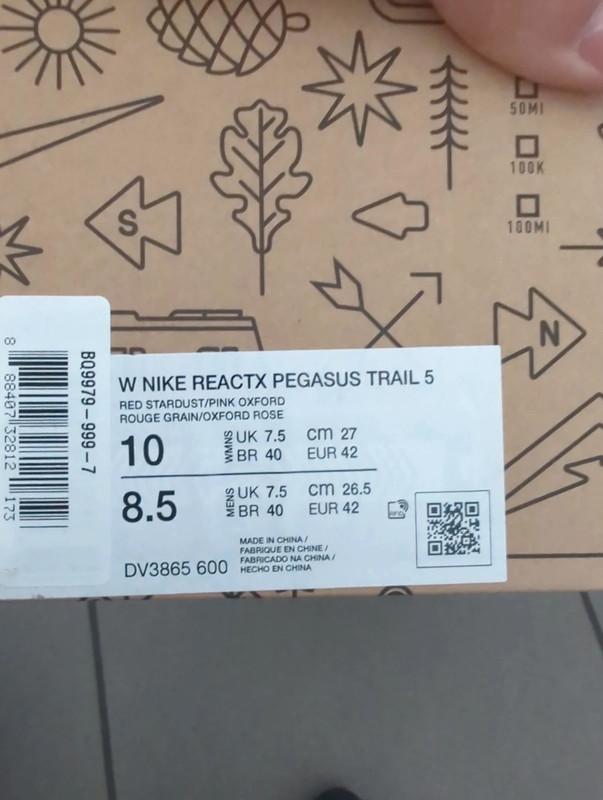 50MI
100K
100MI
S
N
BQ9979-999-7
8 88407 32812 173
W NIKE REACTX PEGASUS TRAIL 5
RED STARDUST/PINK OXFORD
ROUGE GRAIN/OXFORD ROSE
10 WMNS UK 7.5 cm 27
BR 40 EUR 42
8.5 MENS UK 7.5 cm 26.5
BR 40 EUR 42
RFID
MADE IN CHINA /
FABRIQUE EN CHINE /
FABRICADO NA CHINA /
HECHO EN CHINA
DV3865 600